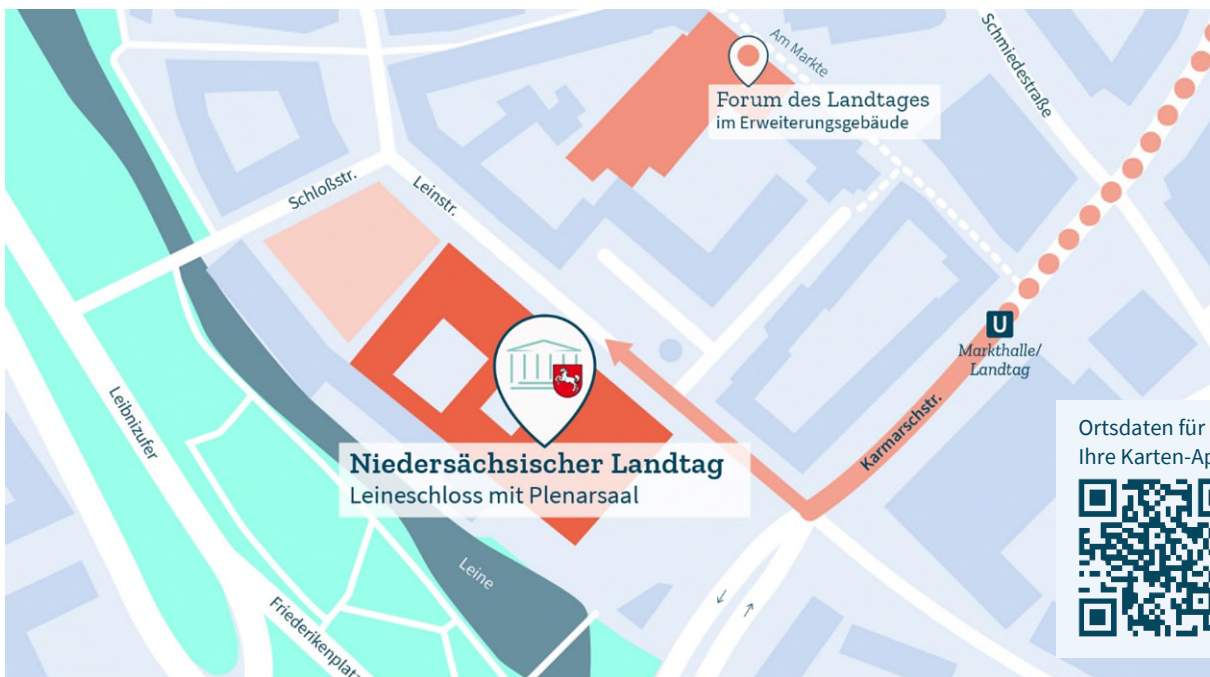 Am Markte
Schmiedestraße
Forum des Landtages
im Erweiterungsgebäude
Schloßstr.
Leinstr.
U
Markthalle/
Landtag
Leibnizufer
Karmarschstr.
Niedersächsischer Landtag
Leineschloss mit Plenarsaal
Ortsdaten für
Ihre Karten-Ap
Leine
Friederikenplatz